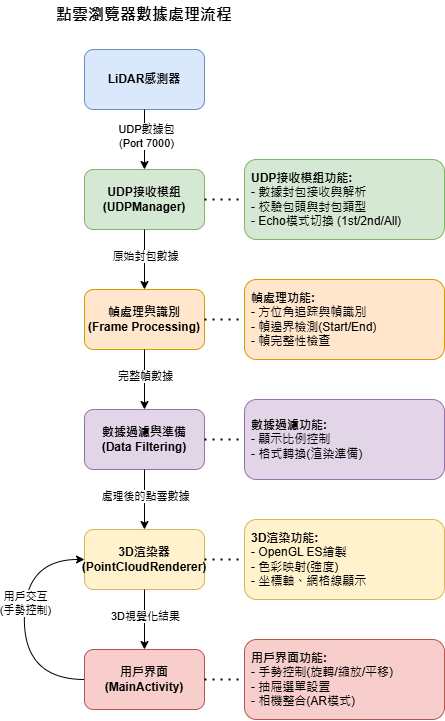 點雲瀏覽器數據處理流程
LiDAR感測器
UDP數據包
(Port 7000)
UDP接收模組
(UDPManager)
UDP接收模組功能:
- 數據封包接收與解析
- 校驗包頭與封包類型
- Echo模式切換 (1st/2nd/All)
原始封包數據
幀處理與識別
(Frame Processing)
幀處理功能:
- 方位角追踪與幀識別
- 幀邊界檢測(Start/End)
- 幀完整性檢查
完整幀數據
數據過濾與準備
(Data Filtering)
數據過濾功能:
- 顯示比例控制
- 格式轉換(渲染準備)
處理後的點雲數據
3D渲染器
(PointCloudRenderer)
3D渲染功能:
- OpenGL ES繪製
- 色彩映射(強度)
- 坐標軸、網格線顯示
用戶交互
(手勢控制)
3D視覺化結果
用戶界面
(MainActivity)
用戶界面功能:
- 手勢控制(旋轉/縮放/平移)
- 抽屜選單設置
- 相機整合(AR模式)